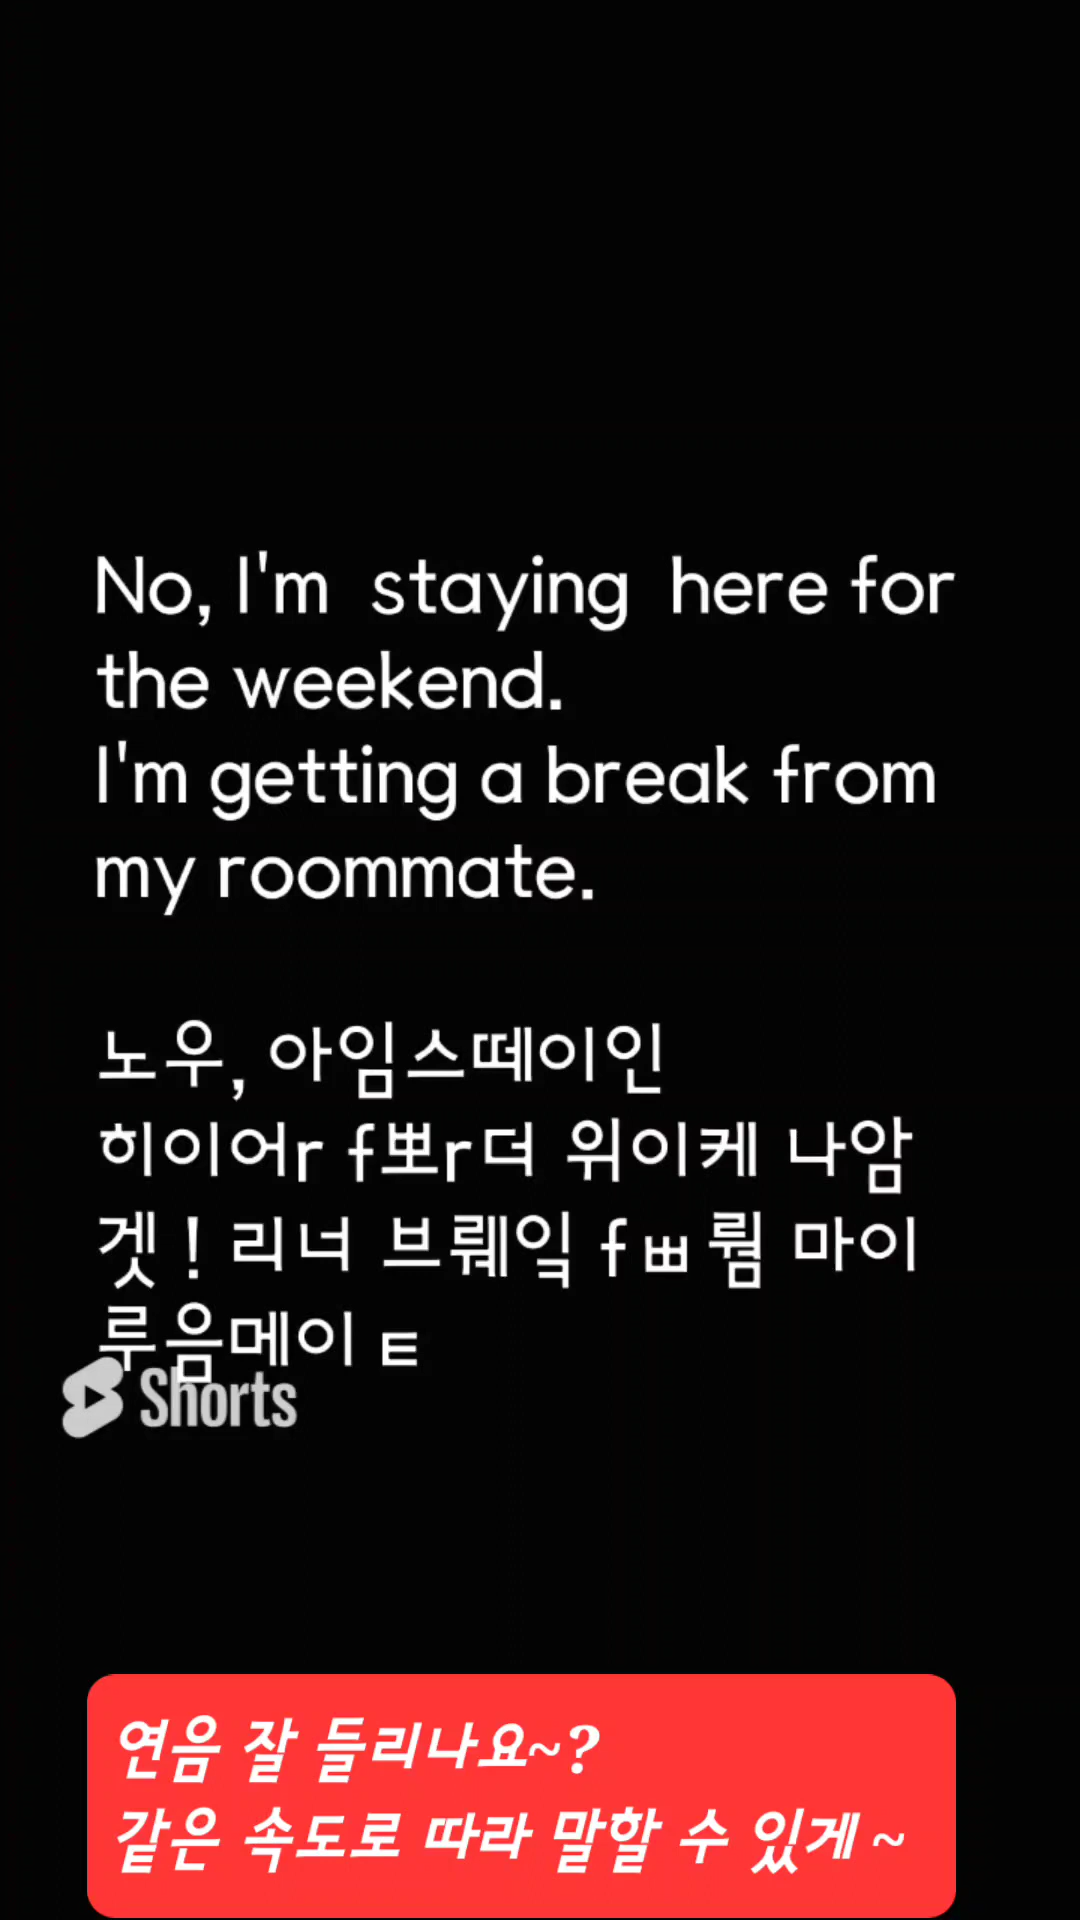 No, I'm staying here for
the weekend.
I'm getting a break from
my roommate.
노우, 아임스떼이인
히이어r f뽀r더 위이케 나암
겟 ! 리너 브뤠잌 fㅃ뤔 마이
루음메이ㅌ
Shorts
연음 잘 들리나요~?
같은 속도로 따라 말할 수 있게 ~